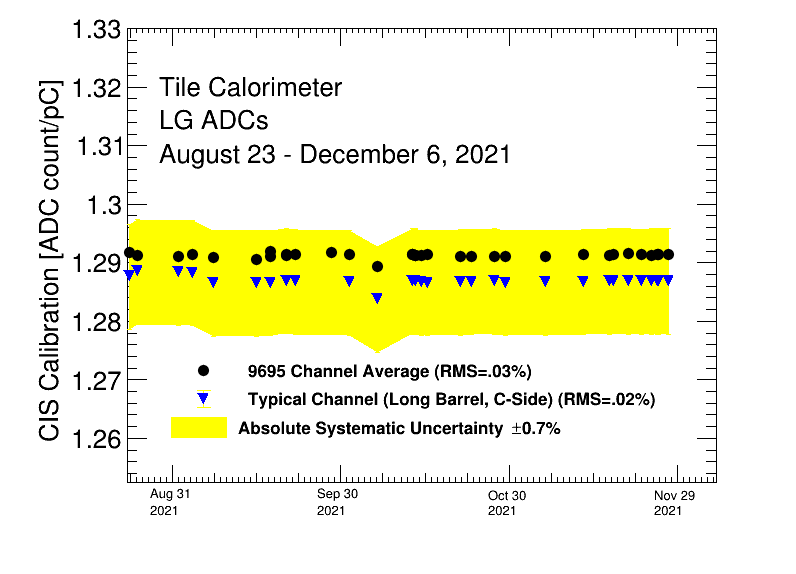 1.33
1.32
1.31
1.3
1.29
1.28
1.27
1.26
CIS Calibration [ADC count/pC]
Tile Calorimeter
LG ADCs
August 23 - December 6, 2021
9695 Channel Average (RMS=.03%)
Typical Channel (Long Barrel, C-Side) (RMS=.02%)
Absolute Systematic Uncertainty ±0.7%
Aug 31
2021
Sep 30
2021
Oct 30
2021
Nov 29
2021